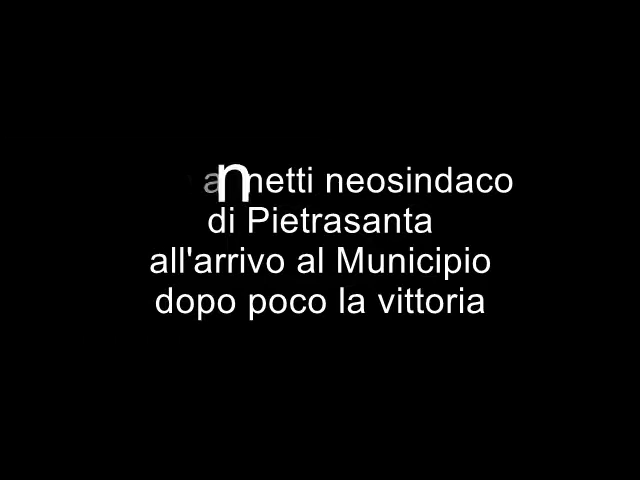 neosindaco
di Pietrasanta
all'arrivo al Municipio
dopo poco la vittoria